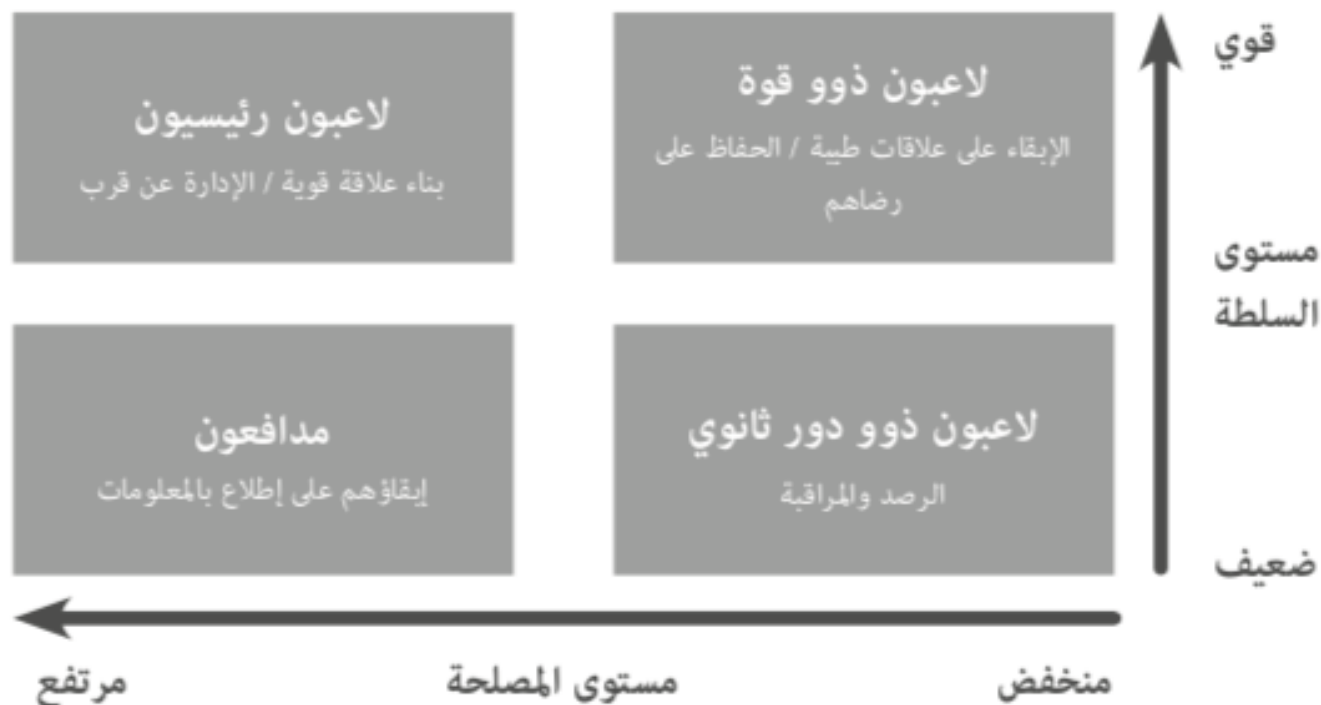 قوي
لاعبون ذوو قوة
الإبقاء على علاقات طيبة / الحفاظ على
رضاهم
لاعبون رئيسيون
بناء علاقة قوية / الإدارة عن قرب
مستوى
السلطة
لاعبون ذوو دور ثانوي
الرصد والمراقبة
مدافعون
إبقاؤهم على إطلاع بالمعلومات
ضعيف
منخفض
مستوى المصلحة
مرتفع